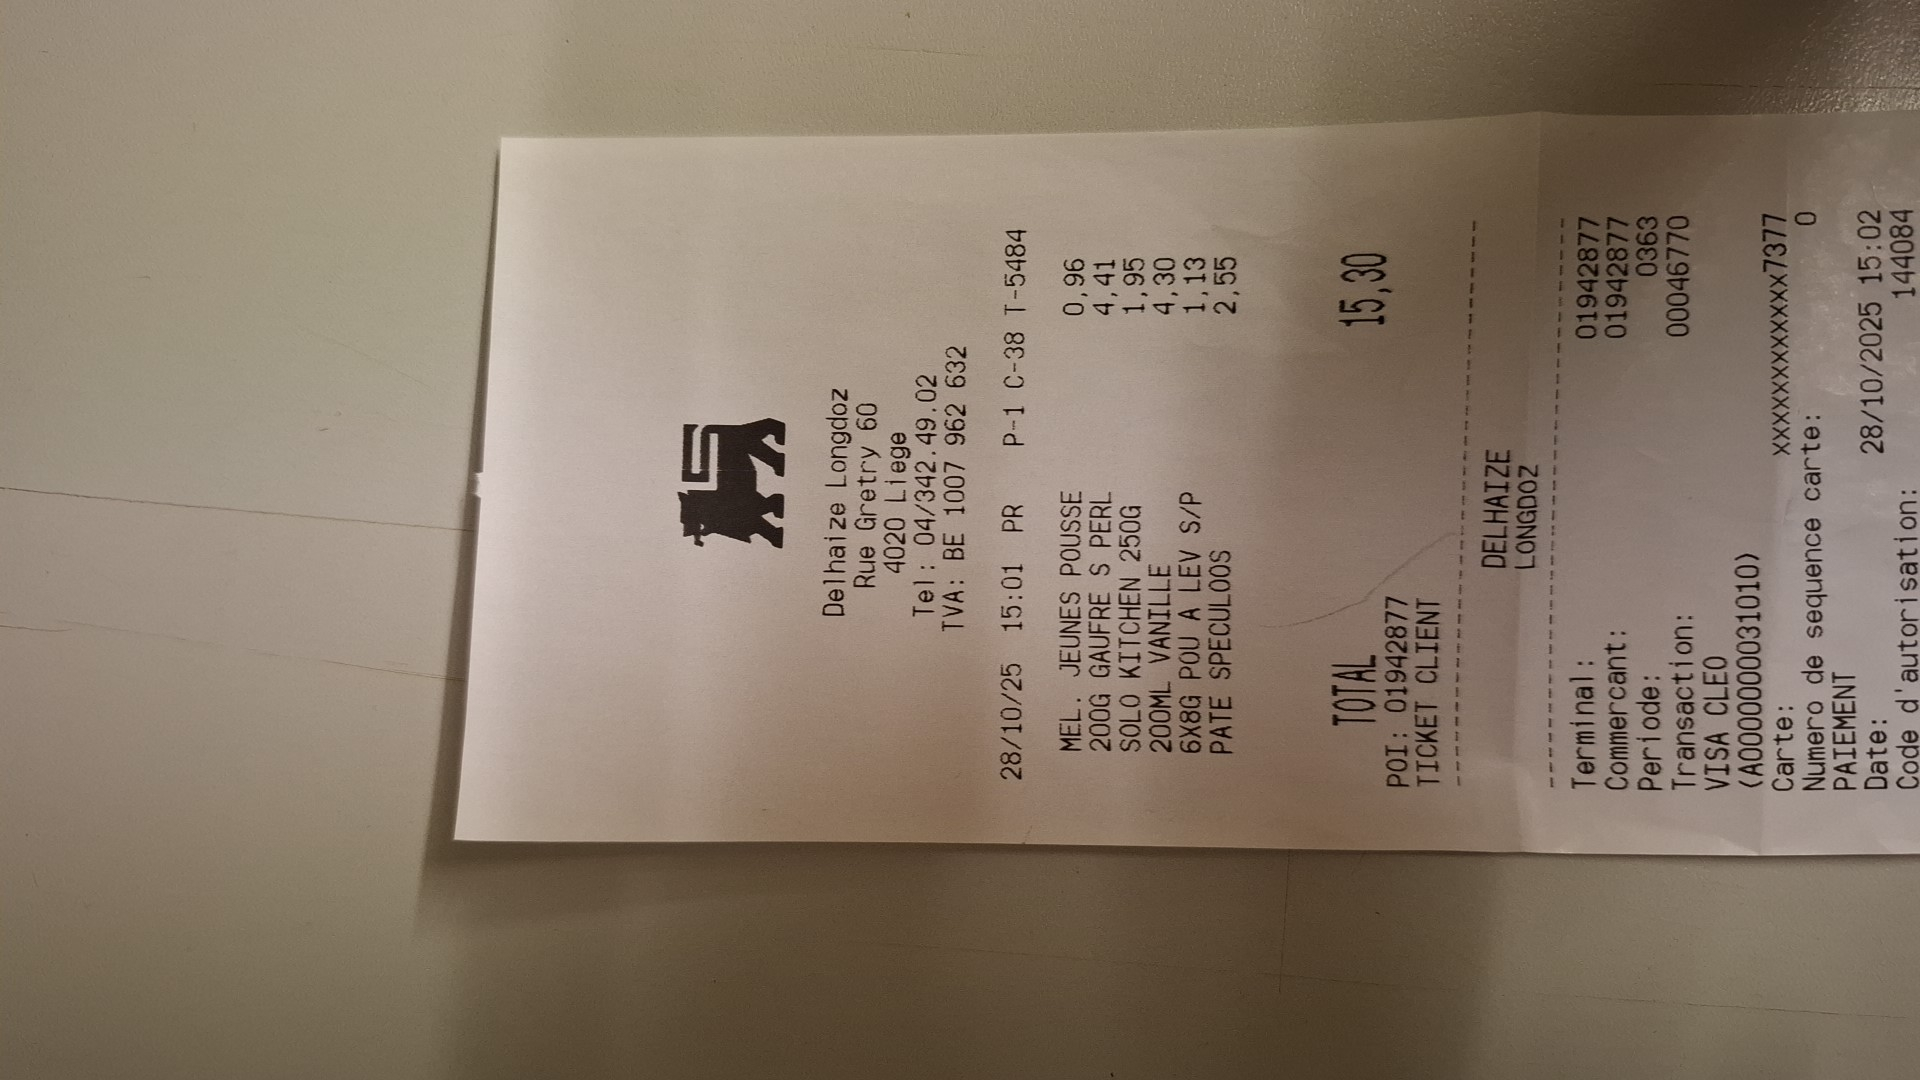 Delhaize Longdoz
Rue Gretry 60
4020 Liege
Tel: 04/342.49.02
TVA: BE 1007 962 632
28/10/25 15:01 PR P-1 C-38 T-5484
MEL. JEUNES POUSSE 0,96
200G GAUFRE S PERL 4,41
SOLO KITCHEN 250G 1,95
200ML VANILLE 4,30
6X8G POU A LEV S/P 1,13
PATE SPECULOOS 2,55
TOTAL 15,30
POI: 01942877
TICKET CLIENT
--------------------------------
DELHAIZE
LONGDOZ
--------------------------------
Terminal: 01942877
Commercant: 01942877
Periode: 0363
Transaction: 00046770
VISA CLEO
(A0000000031010)
Carte: xxxxxxxxxxxxxxx7377
Numero de sequence carte: 0
PAIEMENT
Date: 28/10/2025 15:02
Code d'autorisation: 144084